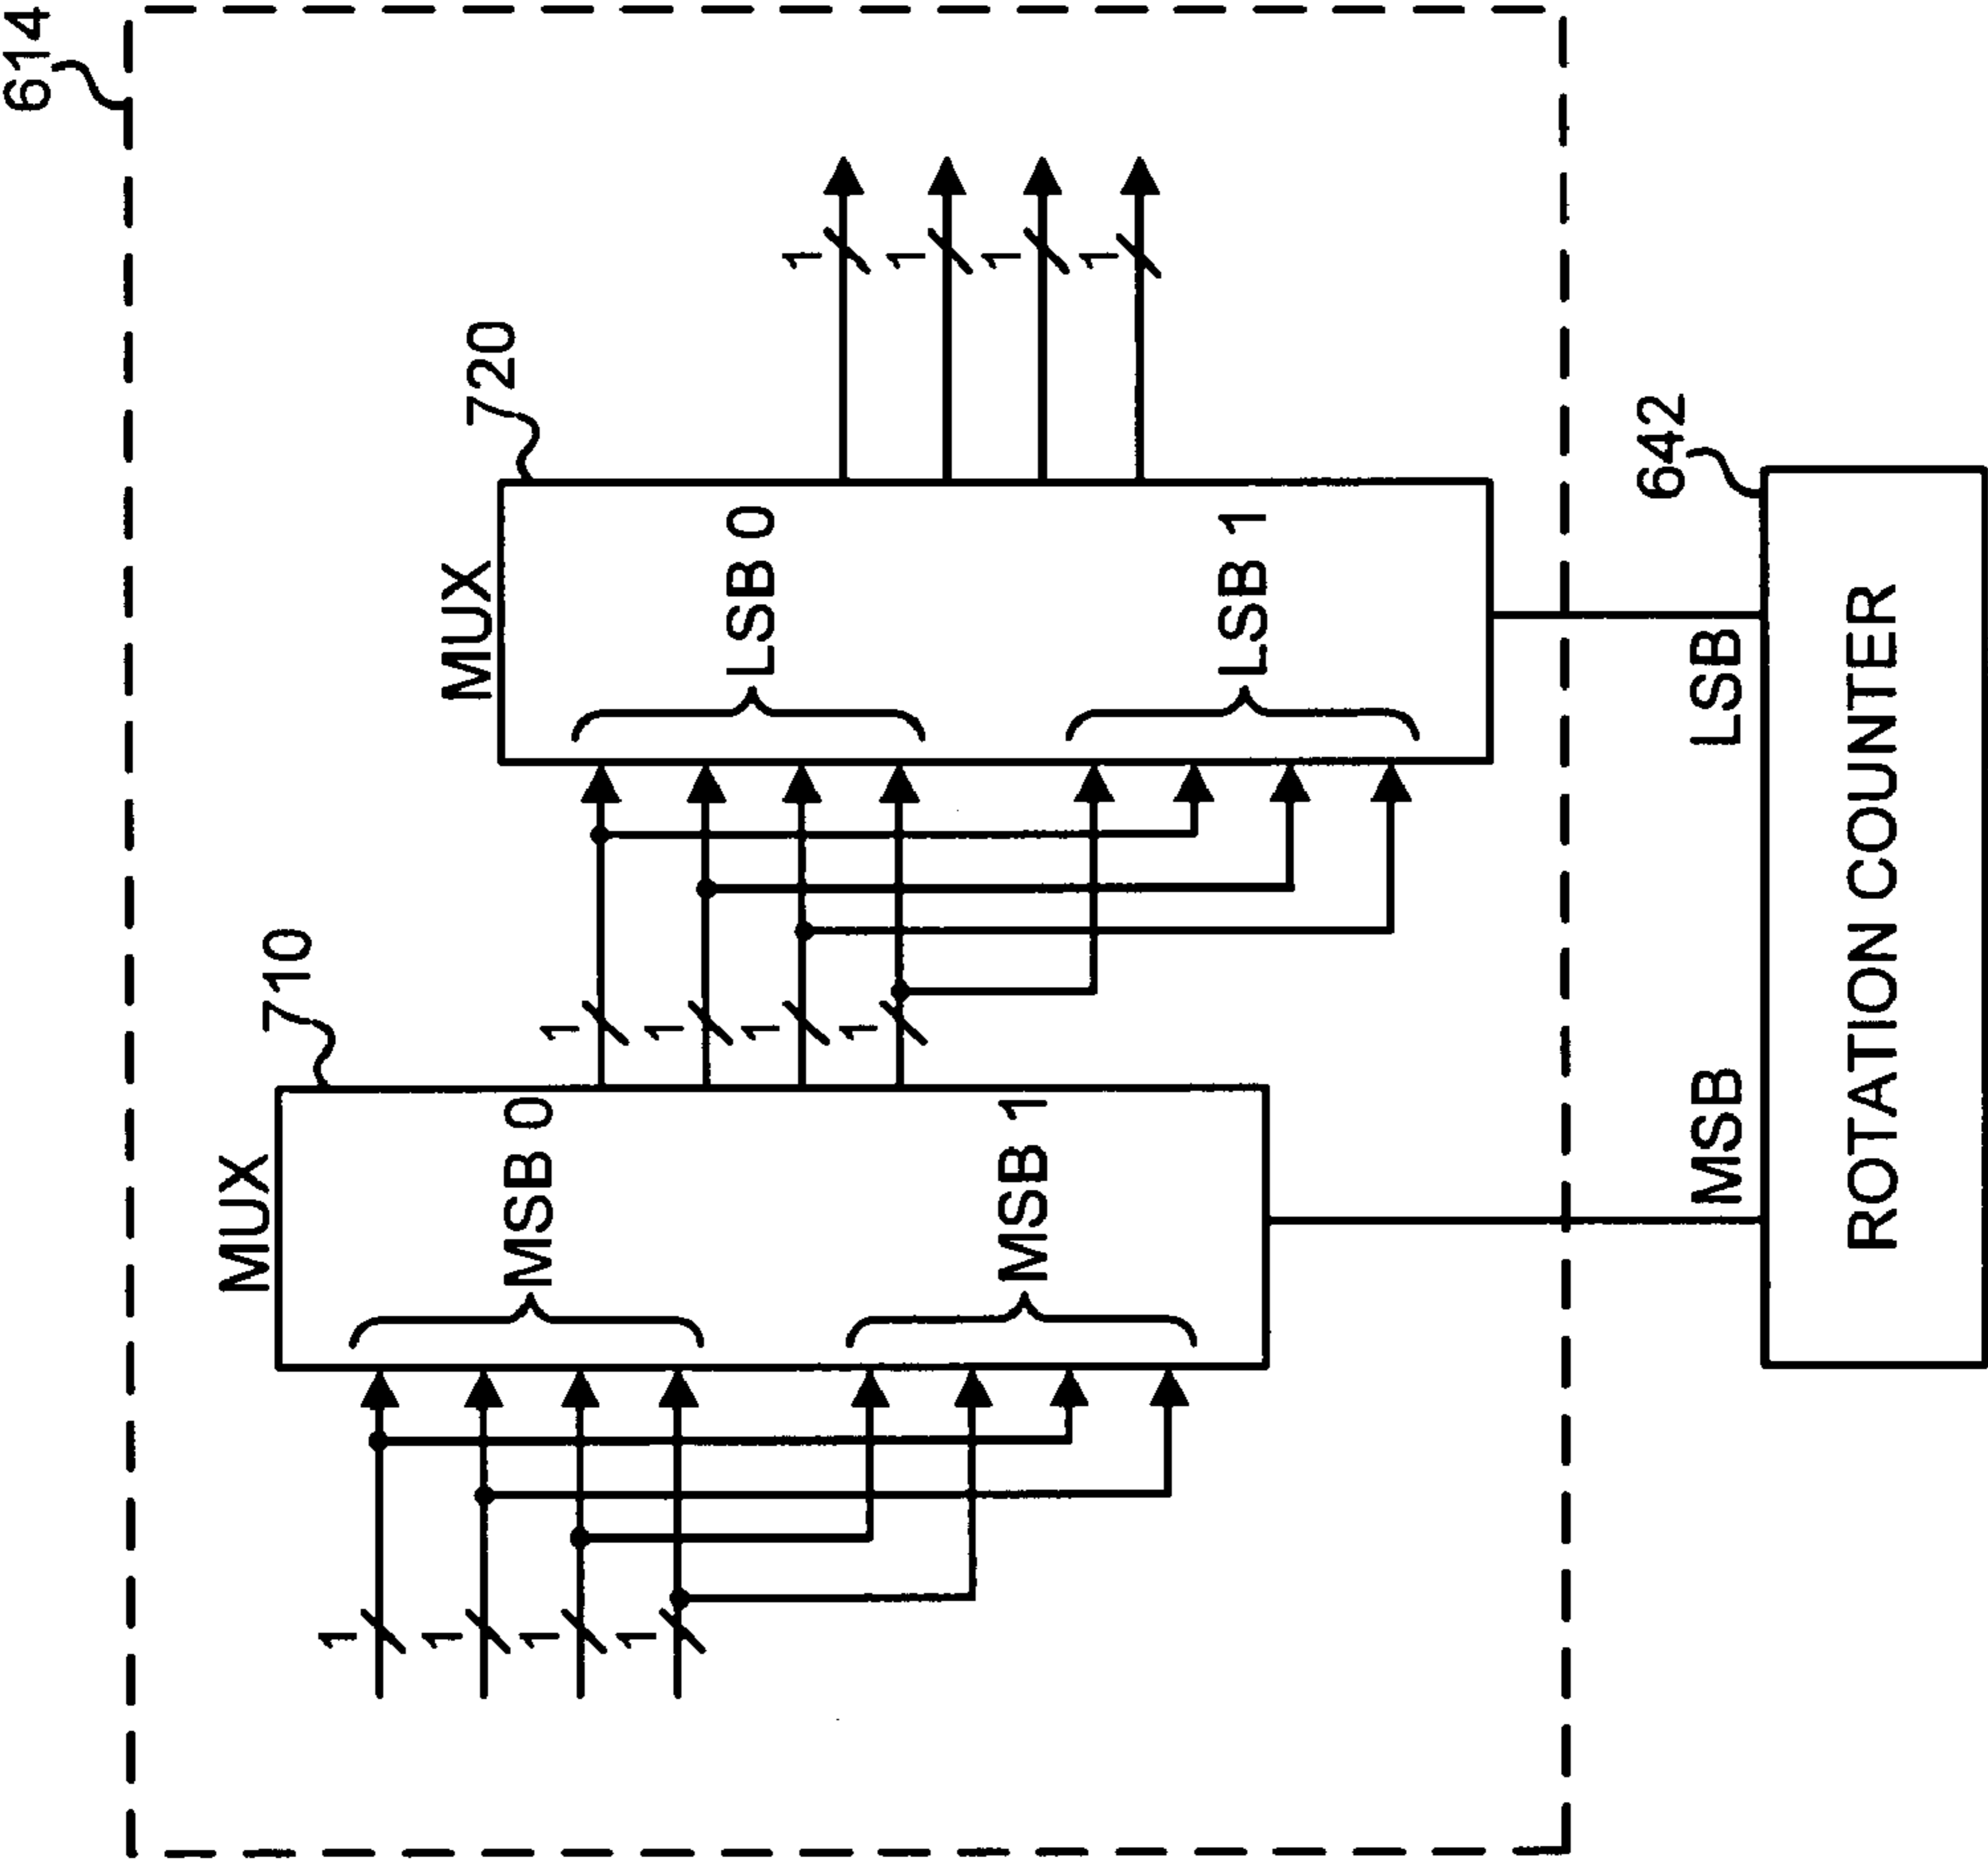 614
MUX
710
MSB 0
MSB 1
1
1
1
1
1
1
1
1
MUX
720
LSB 0
LSB 1
1
1
1
1
MSB
LSB
642
ROTATION COUNTER